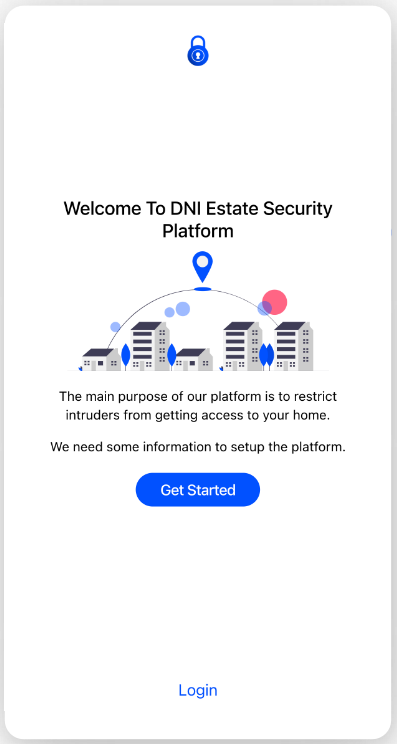 Welcome To DNI Estate Security
Platform
The main purpose of our platform is to restrict
intruders from getting access to your home.
We need some information to setup the platform.
Get Started
Login